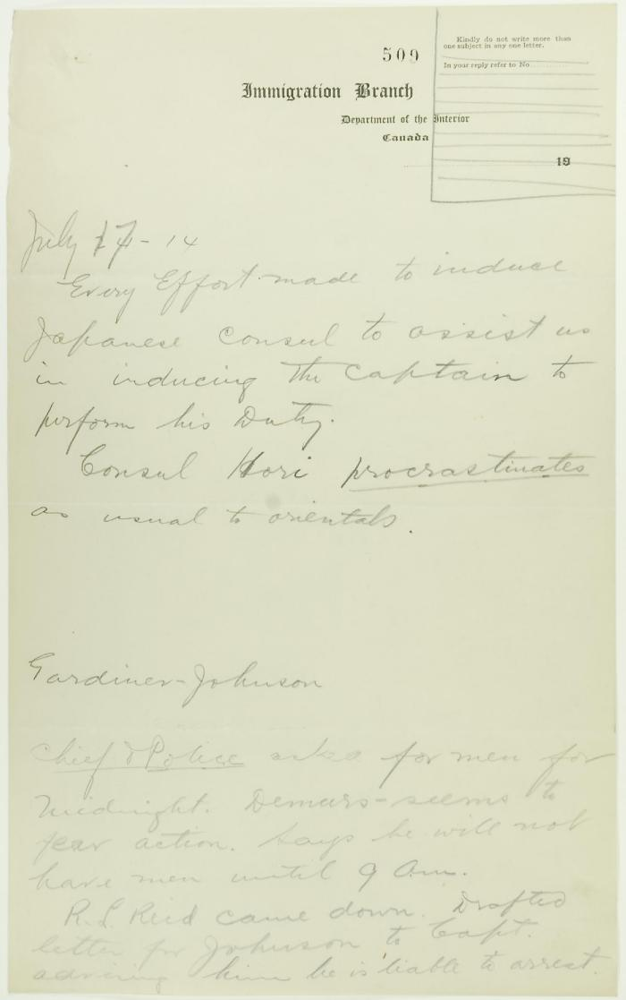 Kindly do not write more than
one subject in any one letter.
In your reply refer to No
509
Immigration Branch
Department of the Interior
Canada
19
July 17 - 14
Every Effort made to induce
Japanese Consul to assist us
in inducing the Captain to
perform his Duty.
Consul Hori procrastinates
as usual to orientals.
Gardiner-Johnson
Chief of Police asked for men for
midnight. Demurs - seems to
fear action. Says he will not
have men until 9 a.m.
R.L. Reid came down. Drafted
letter for Johnson to Capt.
advising him he is liable to arrest.